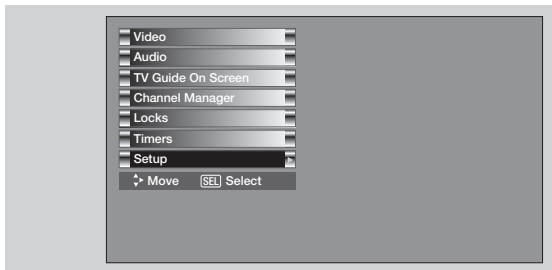 Video
Audio
TV Guide On Screen
Channel Manager
Locks
Timers
Setup
Move SEL Select